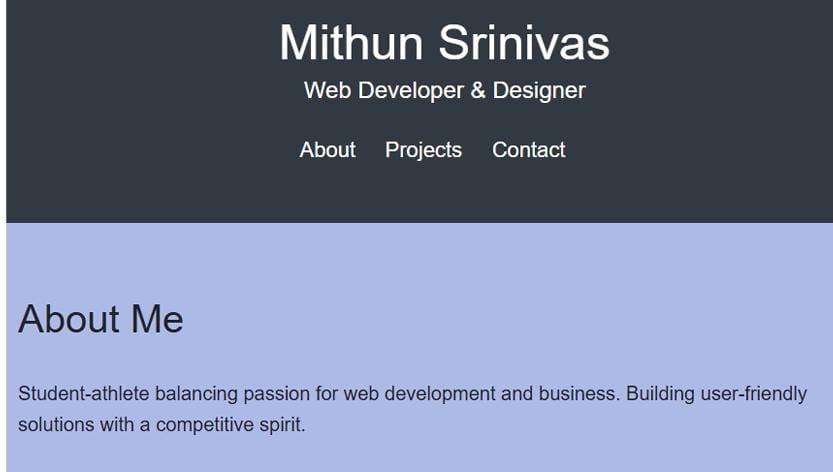 Mithun Srinivas
Web Developer & Designer
About Projects Contact
About Me
Student-athlete balancing passion for web development and business. Building user-friendly
solutions with a competitive spirit.